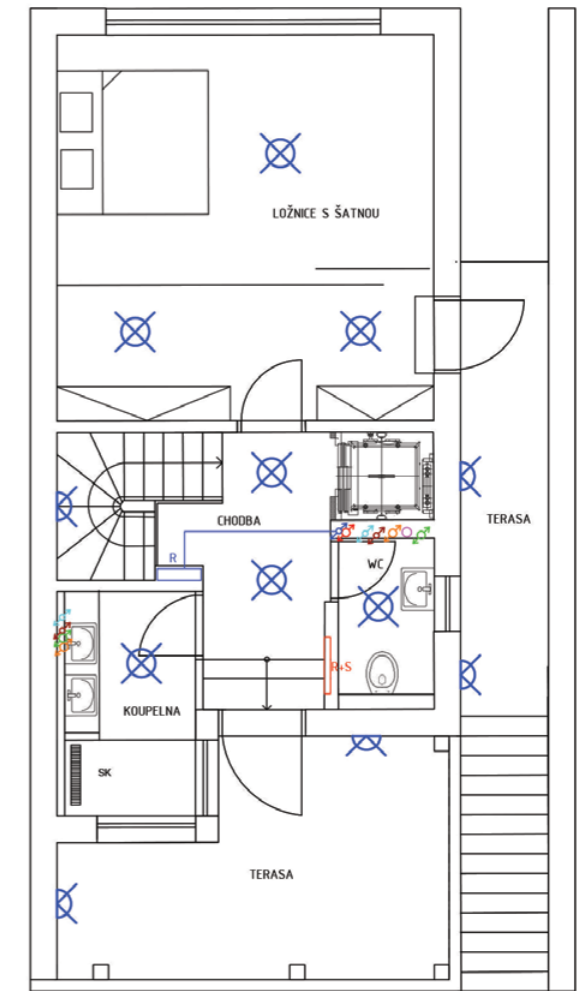 LOŽNICE S ŠATNOU
CHODBA
TERASA
R
WC
R+S
KOUPELNA
SK
TERASA